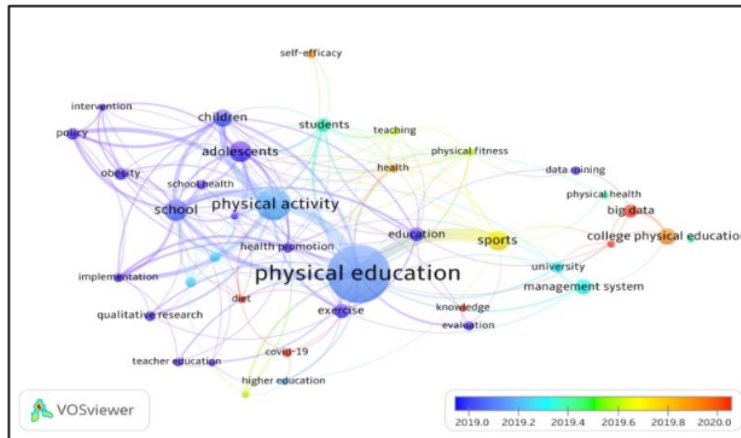 self-efficacy
intervention
children
policy
students
teaching
adolescents
physical fitness
obesity
health
data mining
school health
physical health
school
physical activity
big data
education
sports
college physical education
health promotion
physical education
university
implementation
management system
diet
qualitative research
exercise
knowledge
evaluation
covid-19
teacher education
higher education
VOSviewer
2019.0 2019.2 2019.4 2019.6 2019.8 2020.0